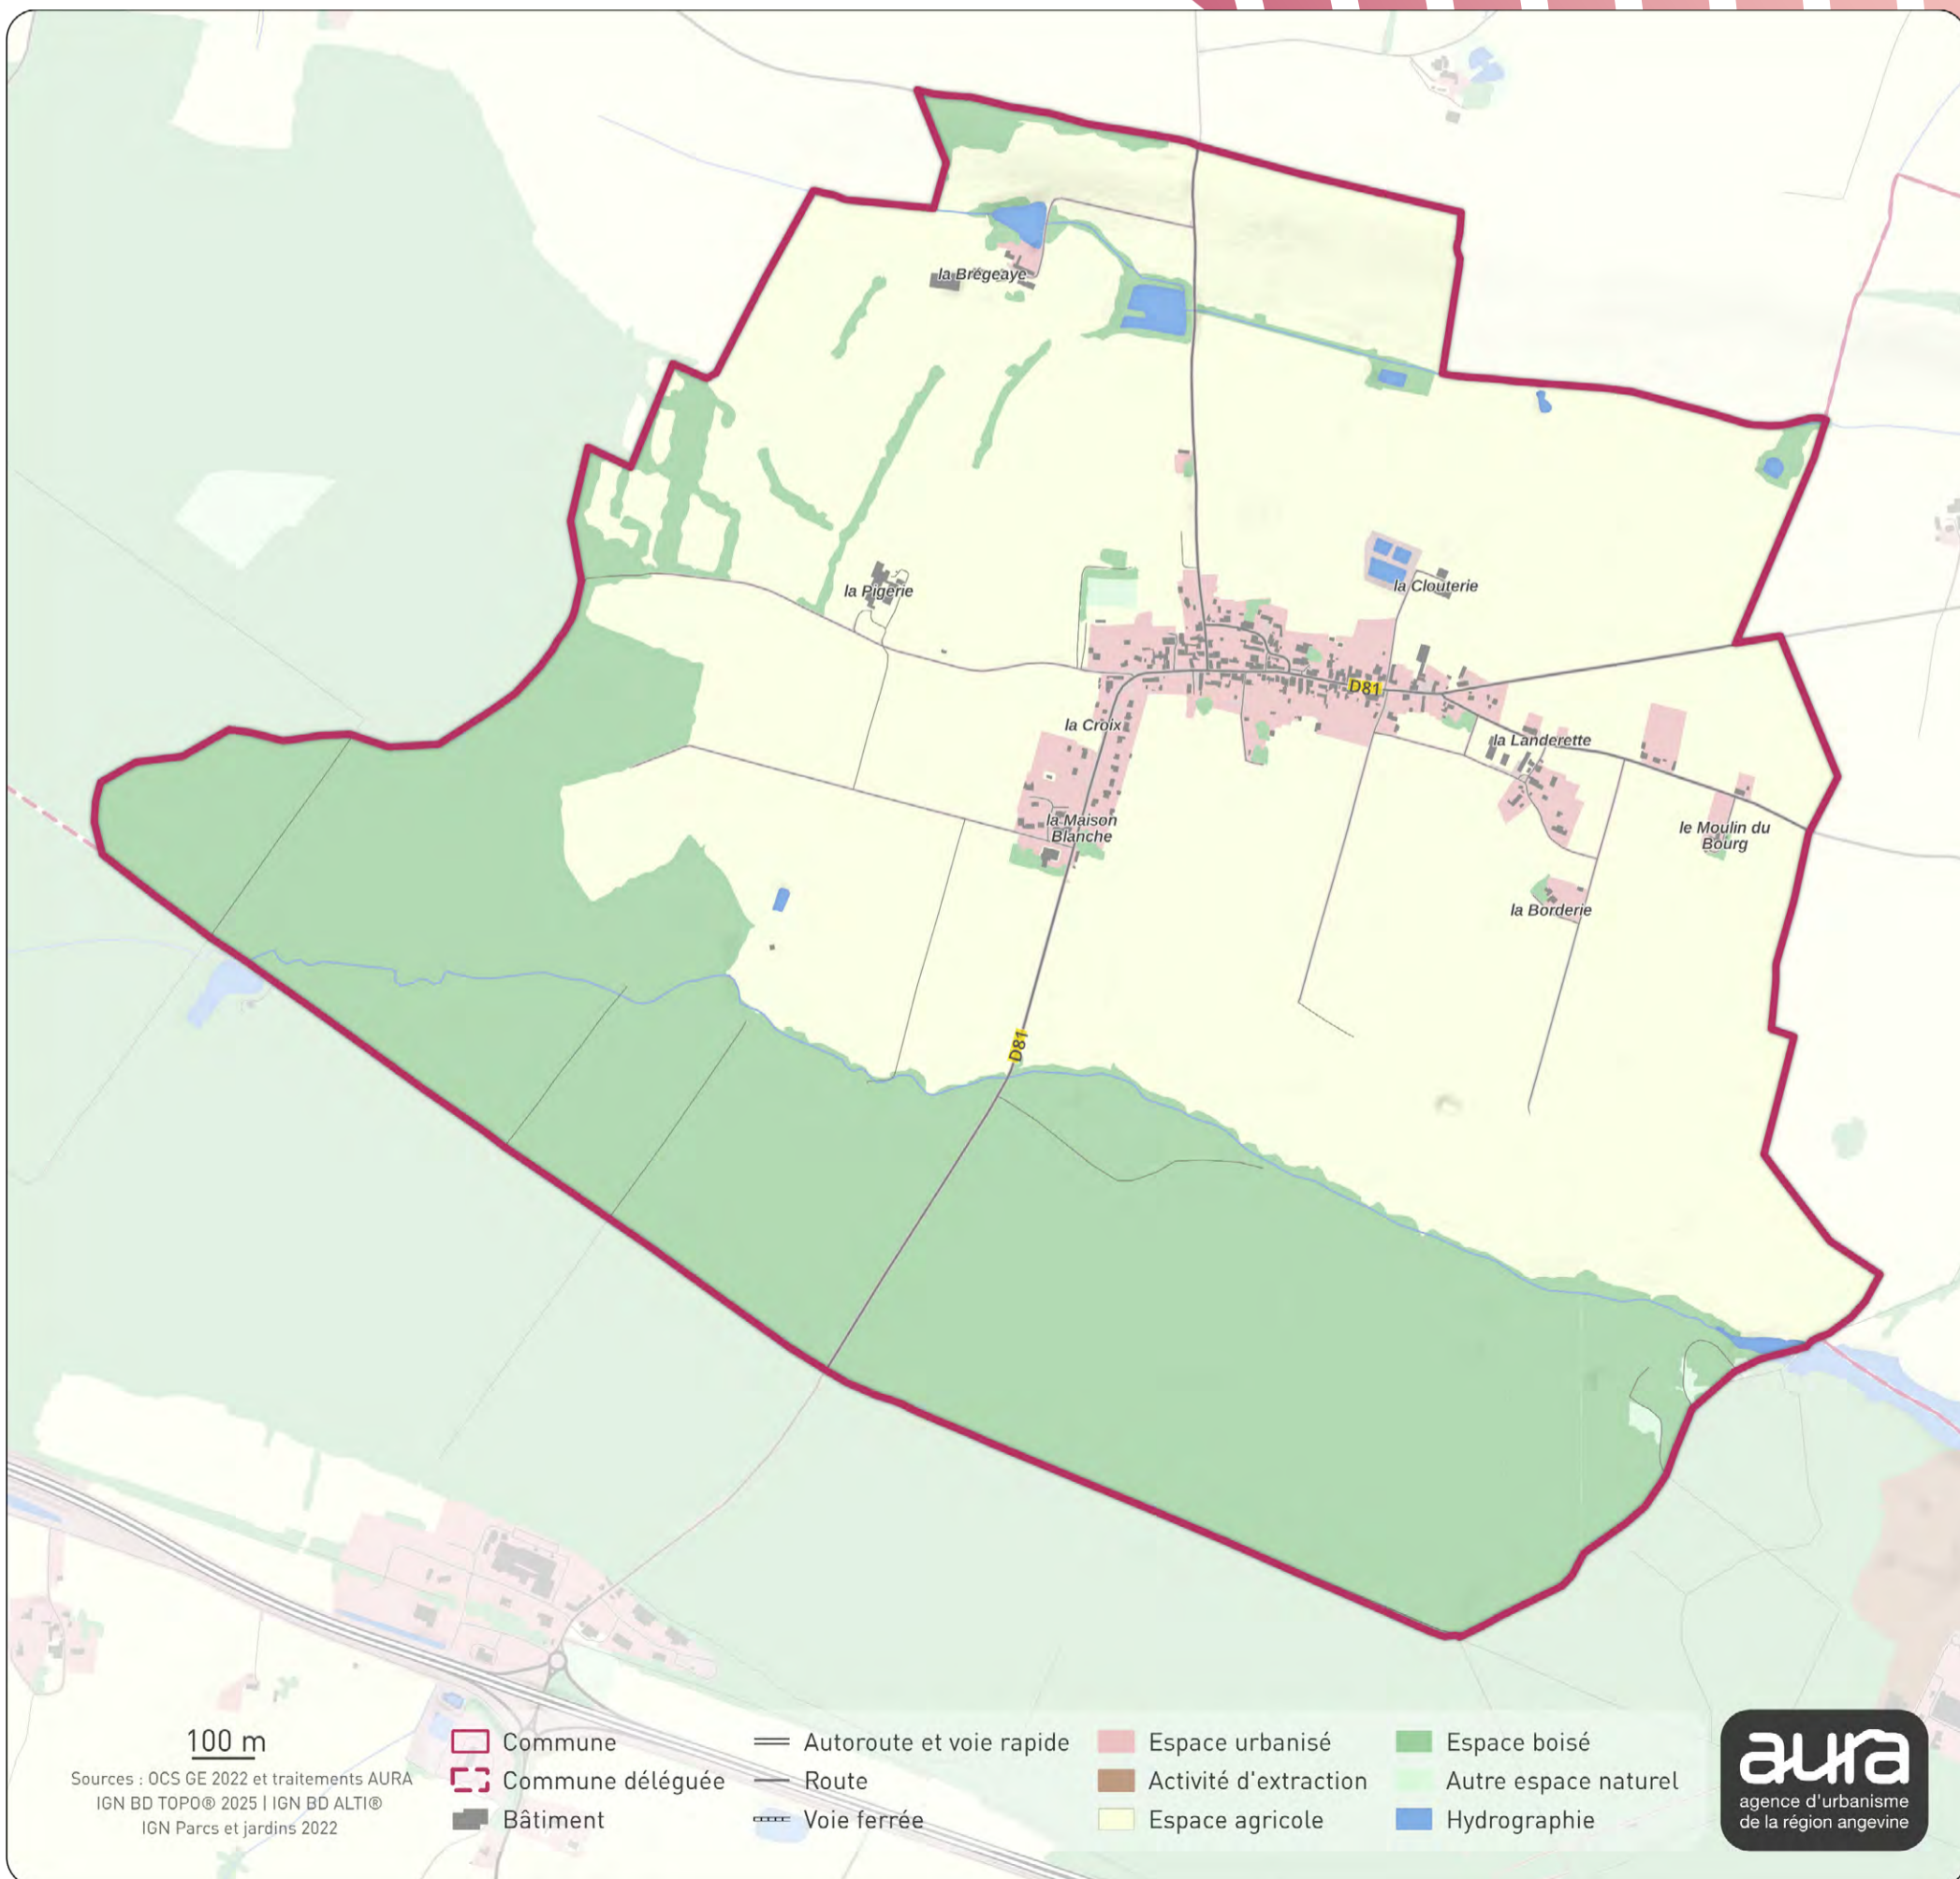 la Brégeaye
la Pigerie
la Clouterie
D81
la Croix
la Landerette
la Maison
Blanche
le Moulin du
Bourg
la Borderie
D81
100 m
Sources : OCS GE 2022 et traitements AURA
IGN BD TOPO® 2025 | IGN BD ALTI®
IGN Parcs et jardins 2022
Commune
Commune déléguée
Bâtiment
Autoroute et voie rapide
Route
Voie ferrée
Espace urbanisé
Activité d'extraction
Espace agricole
Espace boisé
Autre espace naturel
Hydrographie
aura
agence d'urbanisme
de la région angevine